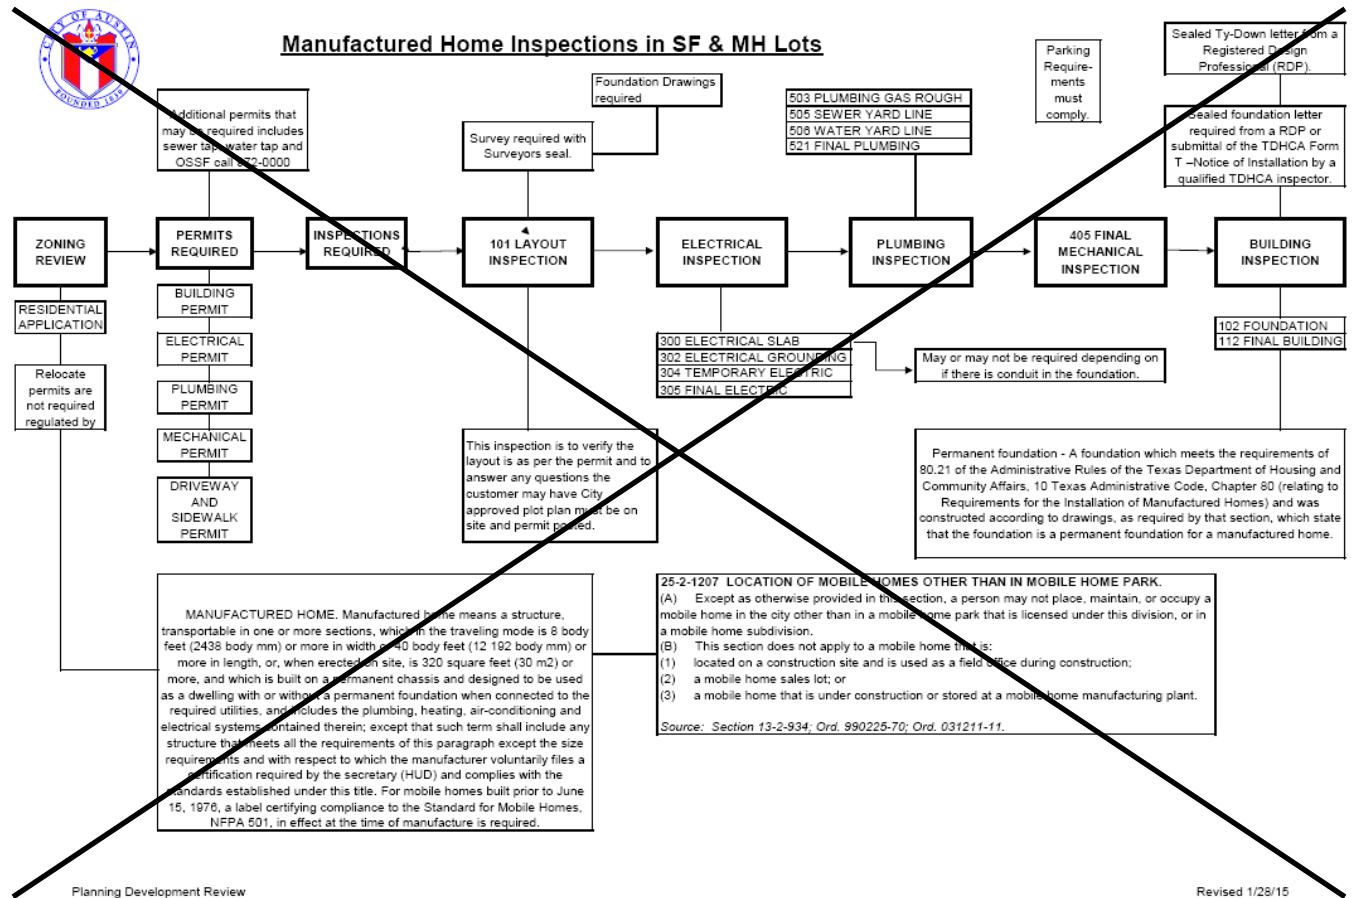 CITY OF AUSTIN
FOUNDED 1839
Manufactured Home Inspections in SF & MH Lots
Additional permits that
may be required includes
sewer tap, water tap and
OSSF call 972-0000
Survey required with
Surveyors seal.
Foundation Drawings
required
503 PLUMBING GAS ROUGH
505 SEWER YARD LINE
506 WATER YARD LINE
521 FINAL PLUMBING
Parking
Require-
ments
must
comply.
Sealed Ty-Down letter from a
Registered Design
Professional (RDP).
Sealed foundation letter
required from a RDP or
submittal of the TDHCA Form
T –Notice of Installation by a
qualified TDHCA inspector.
ZONING
REVIEW
PERMITS
REQUIRED
INSPECTIONS
REQUIRED
101 LAYOUT
INSPECTION
ELECTRICAL
INSPECTION
PLUMBING
INSPECTION
405 FINAL
MECHANICAL
INSPECTION
BUILDING
INSPECTION
RESIDENTIAL
APPLICATION
Relocate
permits are
not required
regulated by
BUILDING
PERMIT
ELECTRICAL
PERMIT
PLUMBING
PERMIT
MECHANICAL
PERMIT
DRIVEWAY
AND
SIDEWALK
PERMIT
300 ELECTRICAL SLAB
302 ELECTRICAL GROUNDING
304 TEMPORARY ELECTRIC
305 FINAL ELECTRIC
May or may not be required depending on
if there is conduit in the foundation.
102 FOUNDATION
112 FINAL BUILDING
This inspection is to verify the
layout is as per the permit and to
answer any questions the
customer may have City
approved plot plan must be on
site and permit posted.
Permanent foundation - A foundation which meets the requirements of
80.21 of the Administrative Rules of the Texas Department of Housing and
Community Affairs, 10 Texas Administrative Code, Chapter 80 (relating to
Requirements for the Installation of Manufactured Homes) and was
constructed according to drawings, as required by that section, which state
that the foundation is a permanent foundation for a manufactured home.
MANUFACTURED HOME. Manufactured home means a structure,
transportable in one or more sections, which in the traveling mode is 8 body
feet (2438 body mm) or more in width or 40 body feet (12 192 body mm) or
more in length, or, when erected on site, is 320 square feet (30 m2) or
more, and which is built on a permanent chassis and designed to be used
as a dwelling with or without a permanent foundation when connected to the
required utilities, and includes the plumbing, heating, air-conditioning and
electrical systems contained therein; except that such term shall include any
structure that meets all the requirements of this paragraph except the size
requirements and with respect to which the manufacturer voluntarily files a
certification required by the secretary (HUD) and complies with the
standards established under this title. For mobile homes built prior to June
15, 1976, a label certifying compliance to the Standard for Mobile Homes,
NFPA 501, in effect at the time of manufacture is required.
25-2-1207 LOCATION OF MOBILE HOMES OTHER THAN IN MOBILE HOME PARK.
(A) Except as otherwise provided in this section, a person may not place, maintain, or occupy a
mobile home in the city other than in a mobile home park that is licensed under this division, or in
a mobile home subdivision.
(B) This section does not apply to a mobile home that is:
(1) located on a construction site and is used as a field office during construction;
(2) a mobile home sales lot; or
(3) a mobile home that is under construction or stored at a mobile home manufacturing plant.
Source: Section 13-2-934; Ord. 990225-70; Ord. 031211-11.
Planning Development Review
Revised 1/28/15